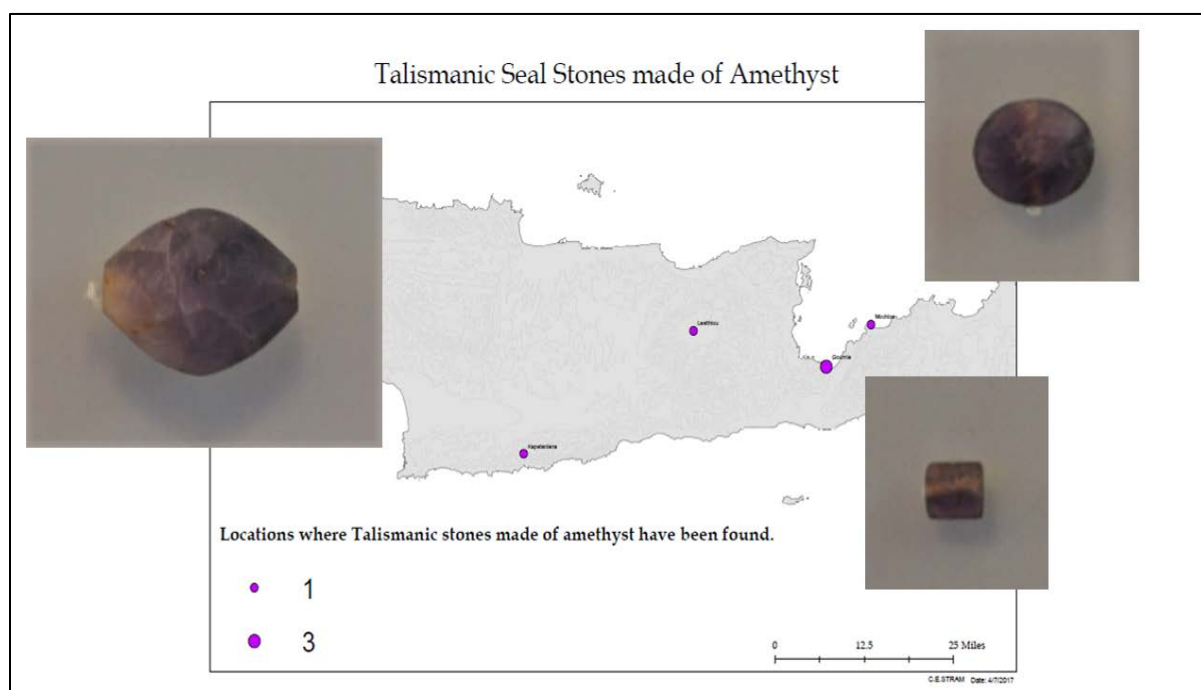 Talismanic Seal Stones made of Amethyst
Lasithiou
Mochlos
Gournia
Kapetaniana
Locations where Talismanic stones made of amethyst have been found.
1
3
0 12.5 25 Miles
C.E.STRAM Date: 4/7/2017